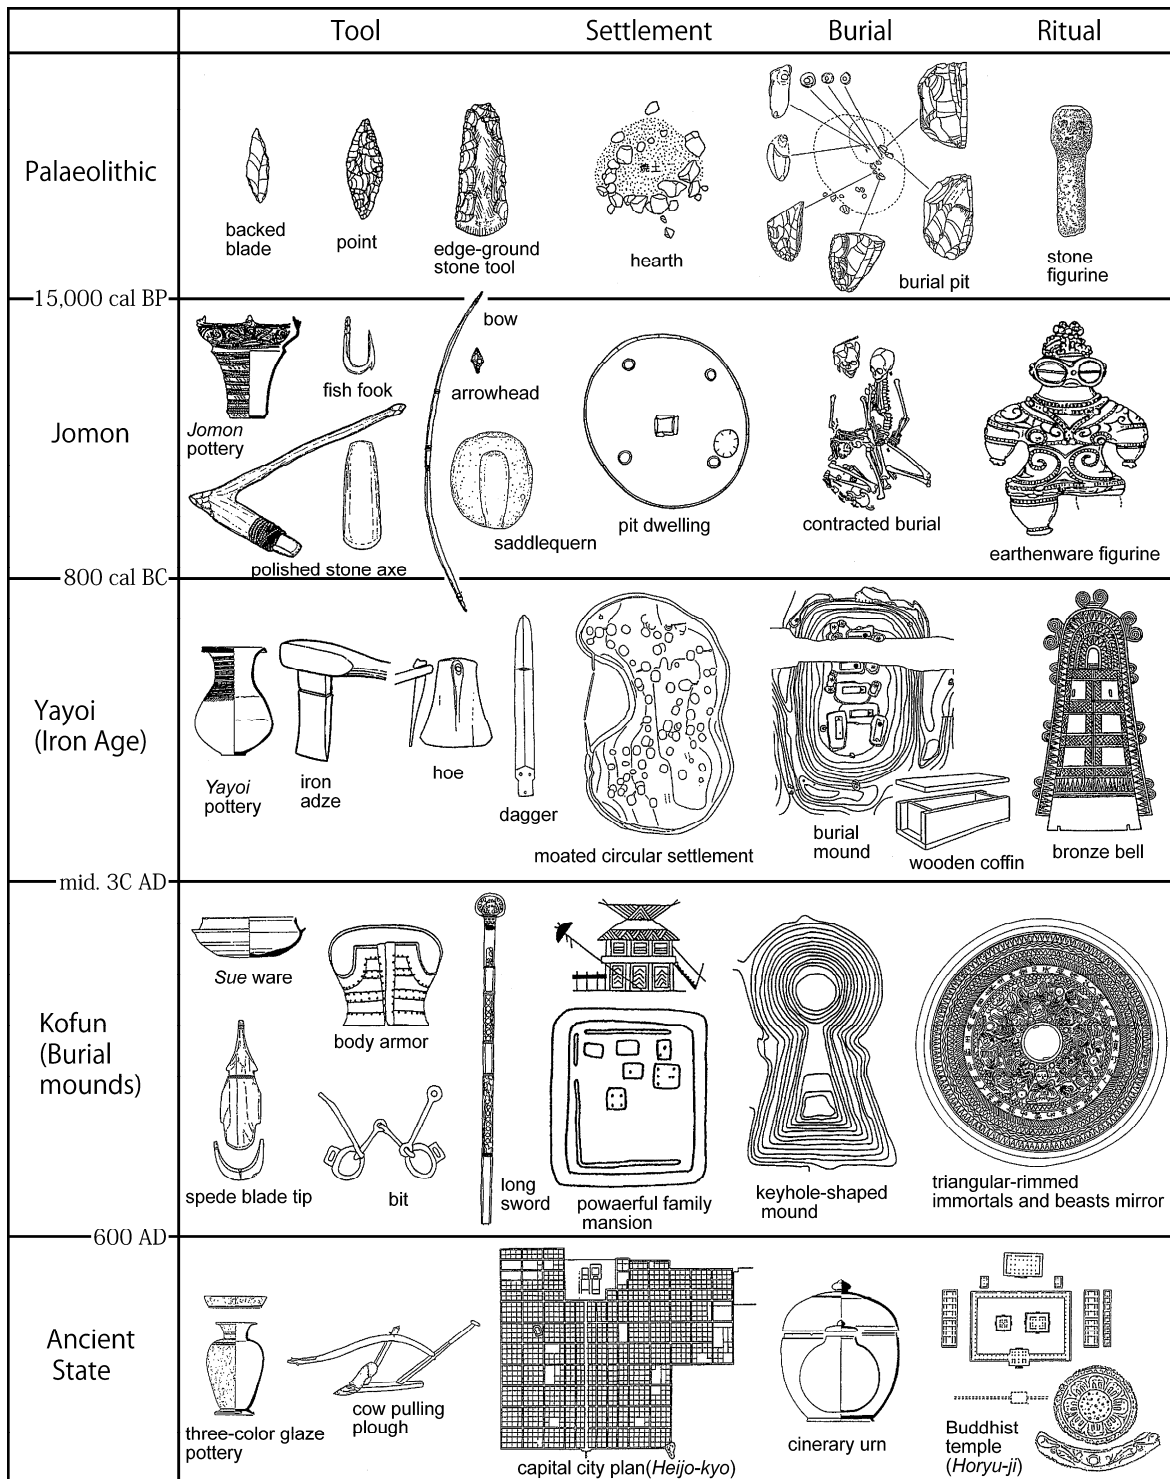 Tool
Settlement
Burial
Ritual
Palaeolithic
backed
blade
point
edge-ground
stone tool
焼土
hearth
burial pit
stone
figurine
15,000 cal BP
Jomon
Jomon
pottery
fish fook
bow
arrowhead
polished stone axe
saddlequern
pit dwelling
contracted burial
earthenware figurine
800 cal BC
Yayoi
(Iron Age)
Yayoi
pottery
iron
adze
hoe
dagger
moated circular settlement
burial
mound
wooden coffin
bronze bell
mid. 3C AD
Kofun
(Burial
mounds)
Sue ware
body armor
spede blade tip
bit
long
sword
powaerful family
mansion
keyhole-shaped
mound
triangular-rimmed
immortals and beasts mirror
600 AD
Ancient
State
three-color glaze
pottery
cow pulling
plough
capital city plan(Heijo-kyo)
cinerary urn
Buddhist
temple
(Horyu-ji)